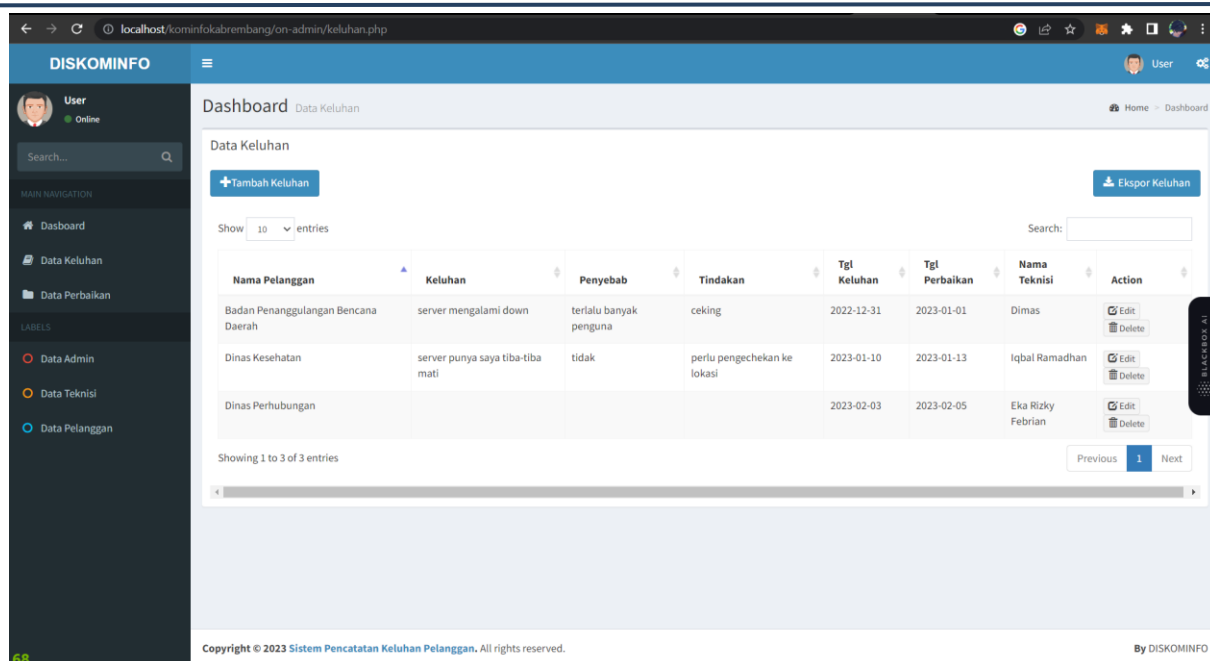 localhost/kominfokabrembang/on-admin/keluhan.php
DISKOMINFO
User
User
Online
Dashboard Data Keluhan
Home > Dashboard
Search...
Data Keluhan
Tambah Keluhan
Ekspor Keluhan
MAIN NAVIGATION
Dasboard
Data Keluhan
Data Perbaikan
LABELS
Data Admin
Data Teknisi
Data Pelanggan
Show 10 entries
Search:
Nama Pelanggan Keluhan Penyebab Tindakan Tgl Keluhan Tgl Perbaikan Nama Teknisi Action
Badan Penanggulangan Bencana Daerah server mengalami down terlalu banyak penguna ceking 2022-12-31 2023-01-01 Dimas Edit Delete
Dinas Kesehatan server punya saya tiba-tiba mati tidak perlu pengechekan ke lokasi 2023-01-10 2023-01-13 Iqbal Ramadhan Edit Delete
Dinas Perhubungan 2023-02-03 2023-02-05 Eka Rizky Febrian Edit Delete
Showing 1 to 3 of 3 entries
Previous 1 Next
BLACKBOX AI
Copyright © 2023 Sistem Pencatatan Keluhan Pelanggan. All rights reserved.
By DISKOMINFO
68